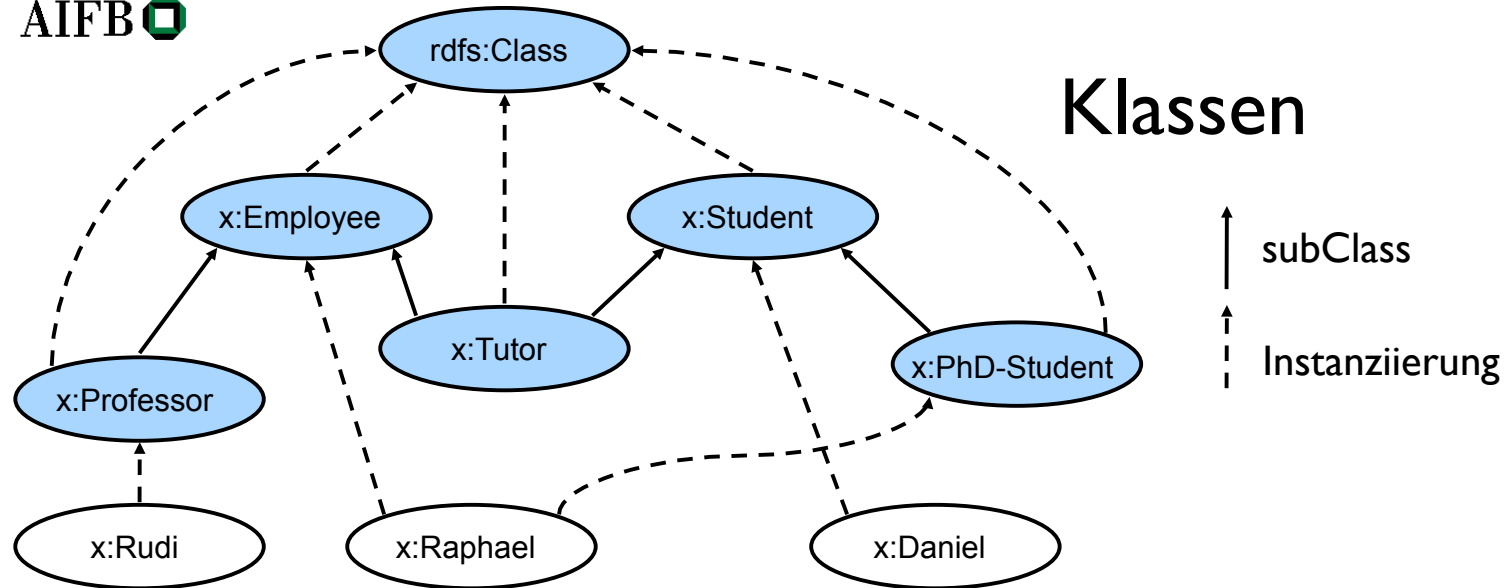 AIFB
rdfs:Class
Klassen
x:Employee
x:Student
subClass
x:Tutor
x:PhD-Student
Instanziierung
x:Professor
x:Rudi
x:Raphael
x:Daniel